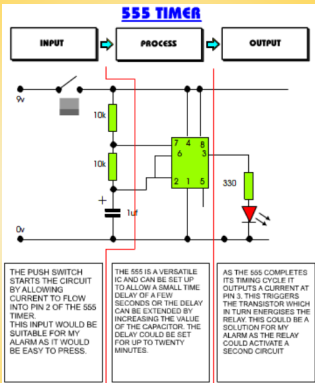 555 TIMER
INPUT
PROCESS
OUTPUT
9v
10k
10k
7 4 8
6 3
2 1 5
330
+
1uf
0v
THE PUSH SWITCH
STARTS THE CIRCUIT
BY ALLOWING
CURRENT TO FLOW
INTO PIN 2 OF THE 555
TIMER.
THIS INPUT WOULD BE
SUITABLE FOR MY
ALARM AS IT WOULD
BE EASY TO PRESS.
THE 555 IS A VERSATILE
IC AND CAN BE SET UP
TO ALLOW A SMALL TIME
DELAY OF A FEW
SECONDS OR THE DELAY
CAN BE EXTENDED BY
INCREASING THE VALUE
OF THE CAPACITOR. THE
DELAY COULD BE SET
FOR UP TO TWENTY
MINUTES.
AS THE 555 COMPLETES
ITS TIMING CYCLE IT
OUTPUTS A CURRENT AT
PIN 3. THIS TRIGGERS
THE TRANSISTOR WHICH
IN TURN ENERGISES THE
RELAY. THIS COULD BE A
SOLUTION FOR MY
ALARM AS THE RELAY
COULD ACTIVATE A
SECOND CIRCUIT